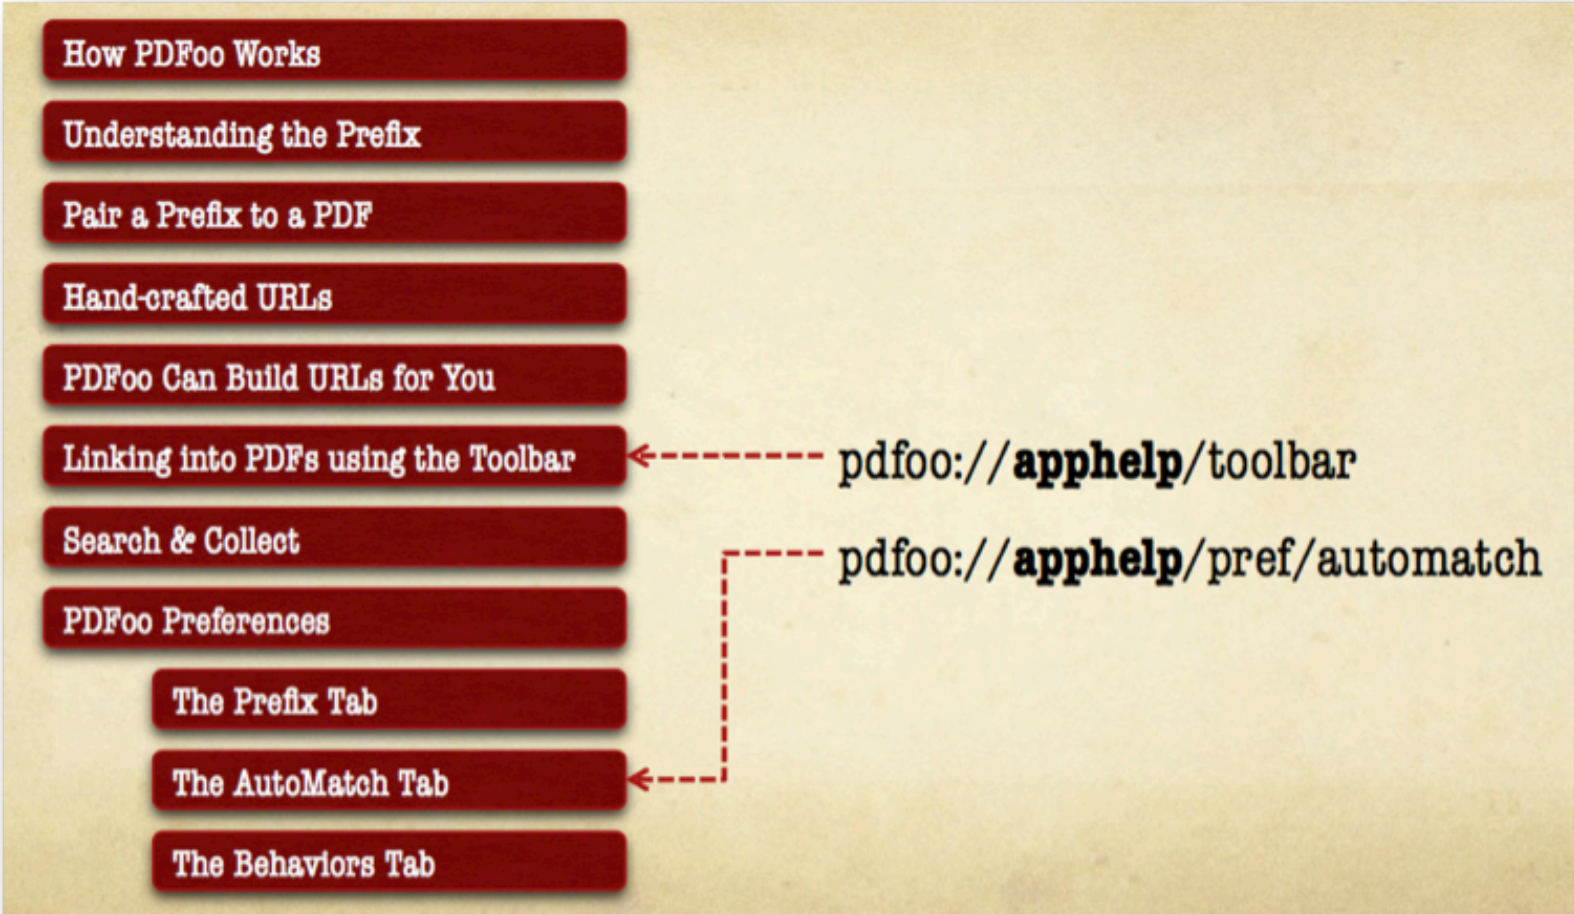 How PDFoo Works
Understanding the Prefix
Pair a Prefix to a PDF
Hand-crafted URLs
PDFoo Can Build URLs for You
Linking into PDFs using the Toolbar
pdfoo://apphelp/toolbar
Search & Collect
pdfoo://apphelp/pref/automatch
PDFoo Preferences
The Prefix Tab
The AutoMatch Tab
The Behaviors Tab